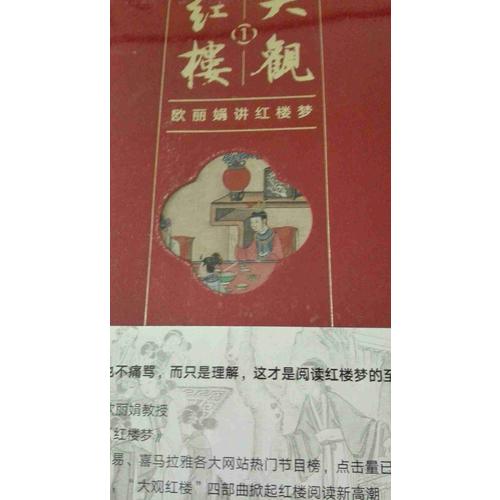 大观
红楼
①
欧丽娟讲红楼梦
不痛骂，而只是理解，这才是阅读红楼梦的至
欧丽娟教授
红楼梦》
易、喜马拉雅各大网站热门节目榜，点击量已
，“大观红楼”四部曲掀起红楼阅读新高潮